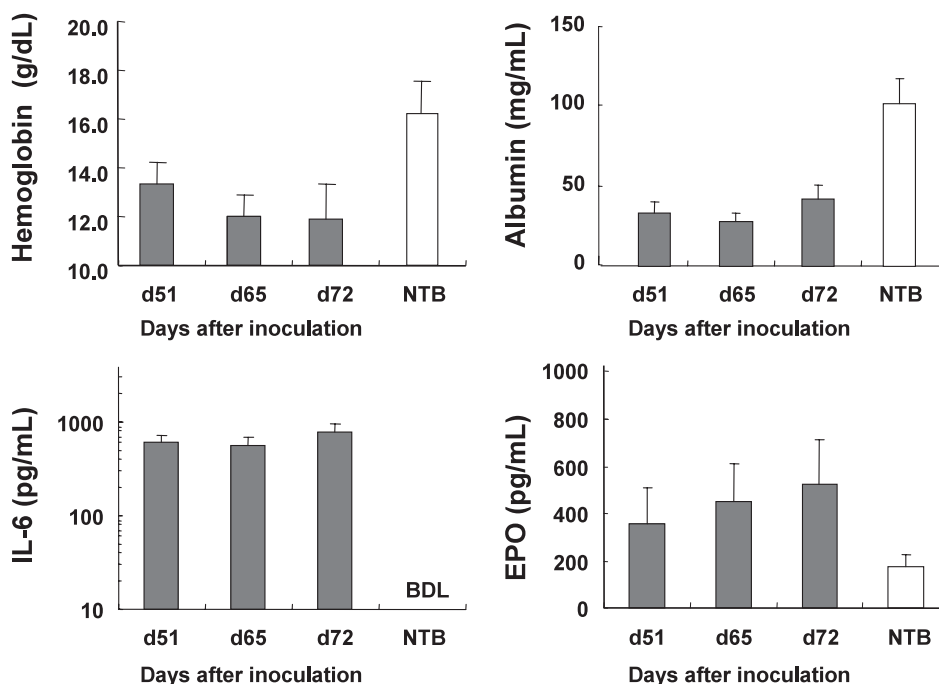 Hemoglobin (g/dL)
20.0
18.0
16.0
14.0
12.0
10.0
d51 d65 d72 NTB
Days after inoculation
Albumin (mg/mL)
150
100
50
0
d51 d65 d72 NTB
Days after inoculation
IL-6 (pg/mL)
1000
100
10
BDL
d51 d65 d72 NTB
Days after inoculation
EPO (pg/mL)
1000
800
600
400
200
0
d51 d65 d72 NTB
Days after inoculation